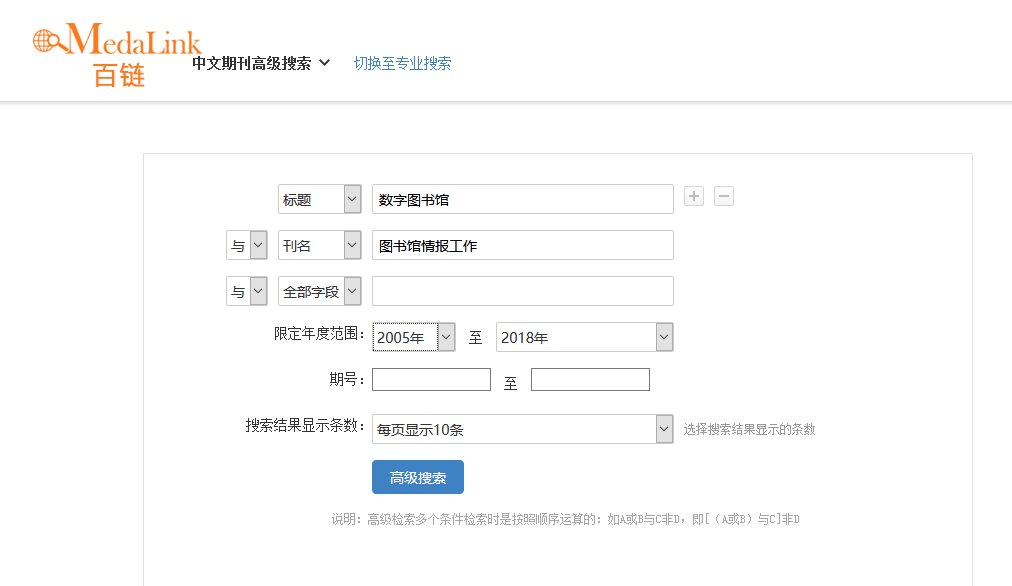 MedaLink
百链
中文期刊高级搜索 切换至专业搜索
标题 数字图书馆
与 刊名 图书馆情报工作
与 全部字段
限定年度范围： 2005年 至 2018年
期号： 至
搜索结果显示条数： 每页显示10条 选择搜索结果显示的条数
高级搜索
说明：高级检索多个条件检索时是按照顺序运算的：如A或B与C非D，即[（A或B）与C]非D